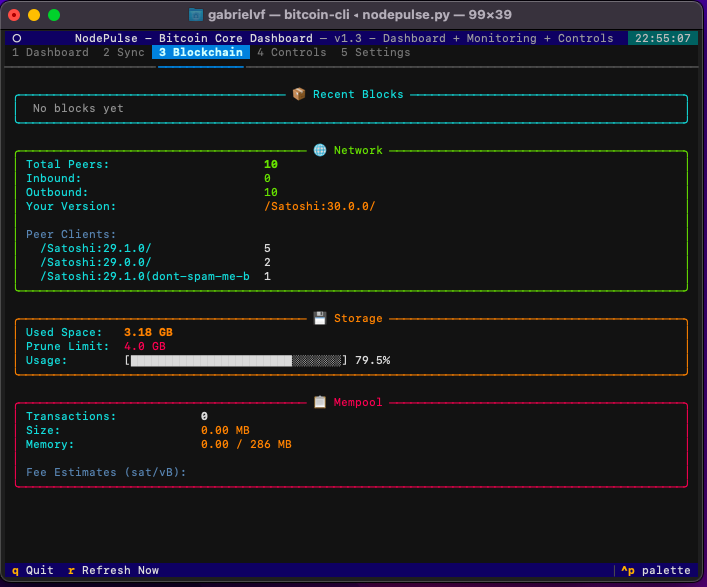 gabrielvf — bitcoin-cli ◂ nodepulse.py — 99×39
NodePulse — Bitcoin Core Dashboard — v1.3 - Dashboard + Monitoring + Controls 22:55:07
1 Dashboard 2 Sync 3 Blockchain 4 Controls 5 Settings
Recent Blocks
No blocks yet
Network
Total Peers: 10
Inbound: 0
Outbound: 10
Your Version: /Satoshi:30.0.0/
Peer Clients:
/Satoshi:29.1.0/ 5
/Satoshi:29.0.0/ 2
/Satoshi:29.1.0(dont-spam-me-b 1
Storage
Used Space: 3.18 GB
Prune Limit: 4.0 GB
Usage: [▓▓▓▓▓▓▓▓▓▓▓▓▓▓▓▓▓▓▓▓▓▓▓░░░░░░░] 79.5%
Mempool
Transactions: 0
Size: 0.00 MB
Memory: 0.00 / 286 MB
Fee Estimates (sat/vB):
q Quit r Refresh Now ^p palette